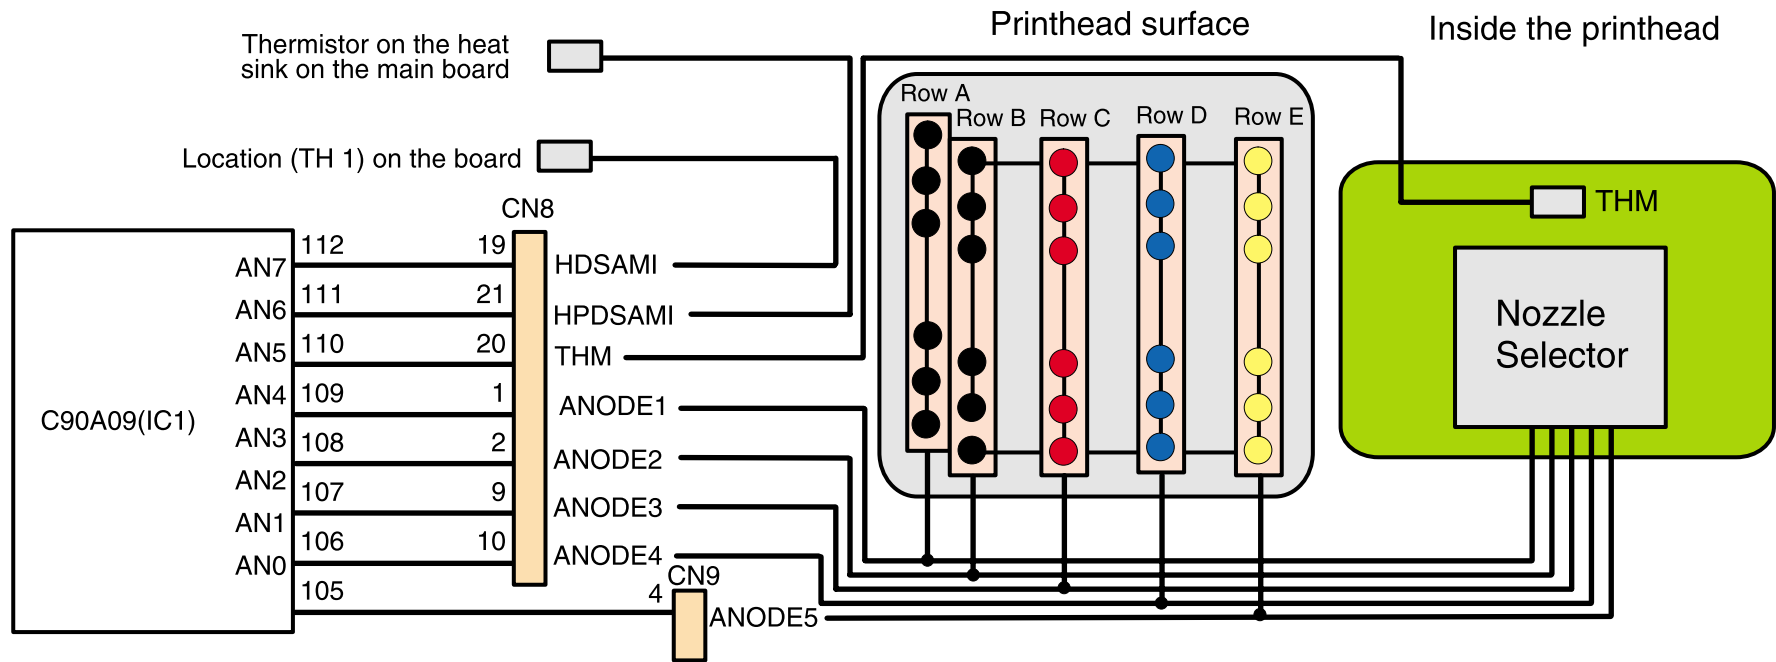 Printhead surface
Inside the printhead
Thermistor on the heat
sink on the main board
Location (TH 1) on the board
Row A
Row B
Row C
Row D
Row E
THM
Nozzle
Selector
CN8
C90A09(IC1)
AN7
112
19
HDSAMI
AN6
111
21
HPDSAMI
AN5
110
20
THM
AN4
109
1
ANODE1
AN3
108
2
ANODE2
AN2
107
9
ANODE3
AN1
106
10
ANODE4
AN0
105
4
CN9
ANODE5